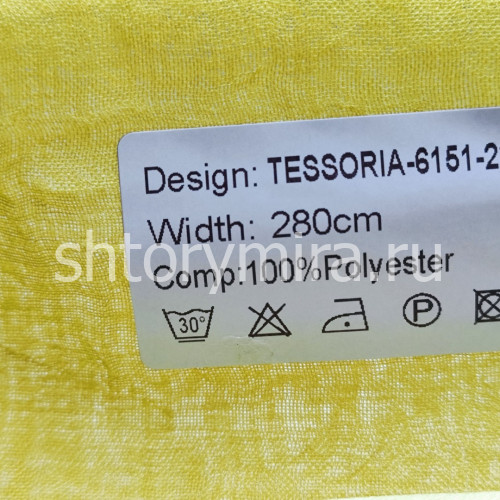 Design: TESSORIA-6151-2
Width: 280cm
shtorymira.ru
Comp:100%Polyester
30° P